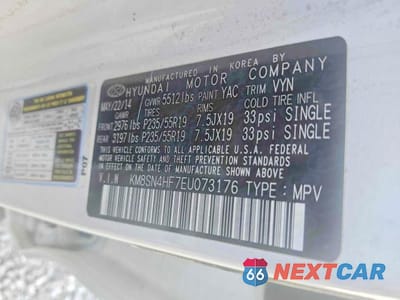 MANUFACTURED IN KOREA BY
HYUNDAI MOTOR COMPANY
MAY/22/14 GVWR 5512lbs PAINT YAC TRIM VYN
GAWR TIRES RIMS COLD TIRE INFL
FRONT 2976lbs P235/55R19 7.5JX19 33psi SINGLE
REAR 3197lbs P235/55R19 7.5JX19 33psi SINGLE
THIS VEHICLE CONFORMS TO ALL APPLICABLE
U.S.A. FEDERAL MOTOR VEHICLE SAFETY, BUMPER
AND THEFT PREVENTION STANDARDS IN EFFECT ON
THE DATE OF MANUFACTURE SHOWN ABOVE.
V.I.N KM8SN4HF7EU073176 TYPE : MPV
66 NEXTCAR